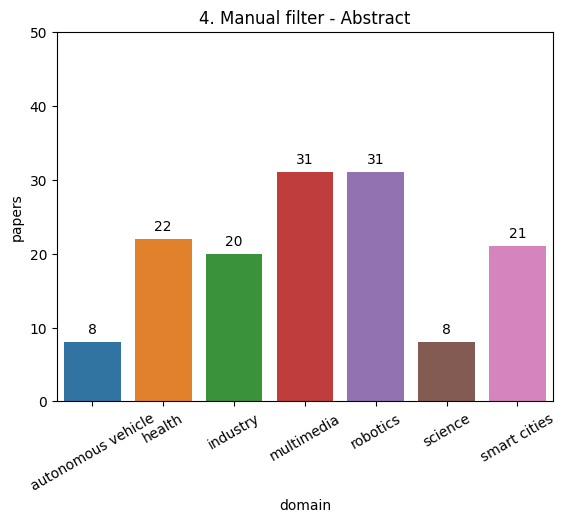 4. Manual filter - Abstract
50
40
30
20
10
0
papers
8
22
20
31
31
8
21
autonomous vehicle
health
industry
multimedia
robotics
science
smart cities
domain